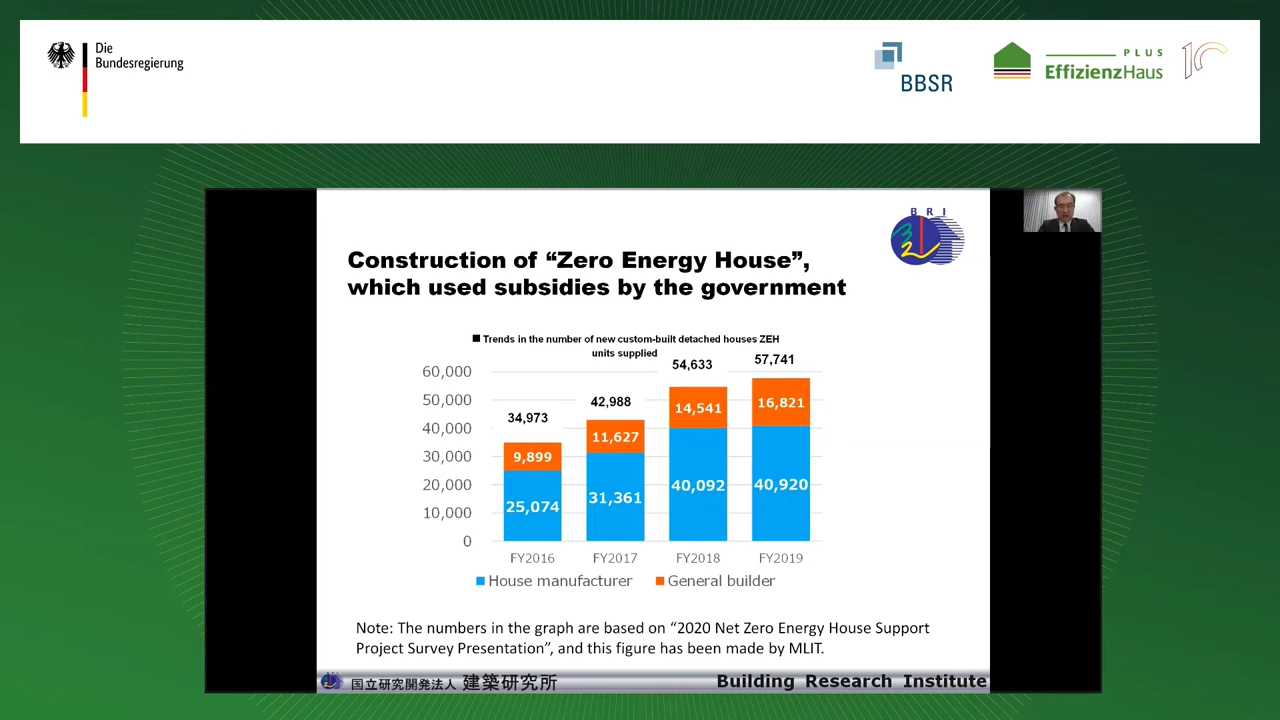 Die
Bundesregierung
BBSR
PLUS
EffizienzHaus
10
BRI
Construction of “Zero Energy House”,
which used subsidies by the government
■ Trends in the number of new custom-built detached houses ZEH
units supplied
60,000
50,000
40,000
30,000
20,000
10,000
0
34,973
9,899
25,074
42,988
11,627
31,361
54,633
14,541
40,092
57,741
16,821
40,920
FY2016 FY2017 FY2018 FY2019
House manufacturer General builder
Note: The numbers in the graph are based on “2020 Net Zero Energy House Support
Project Survey Presentation”, and this figure has been made by MLIT.
国立研究開発法人 建築研究所 Building Research Institute